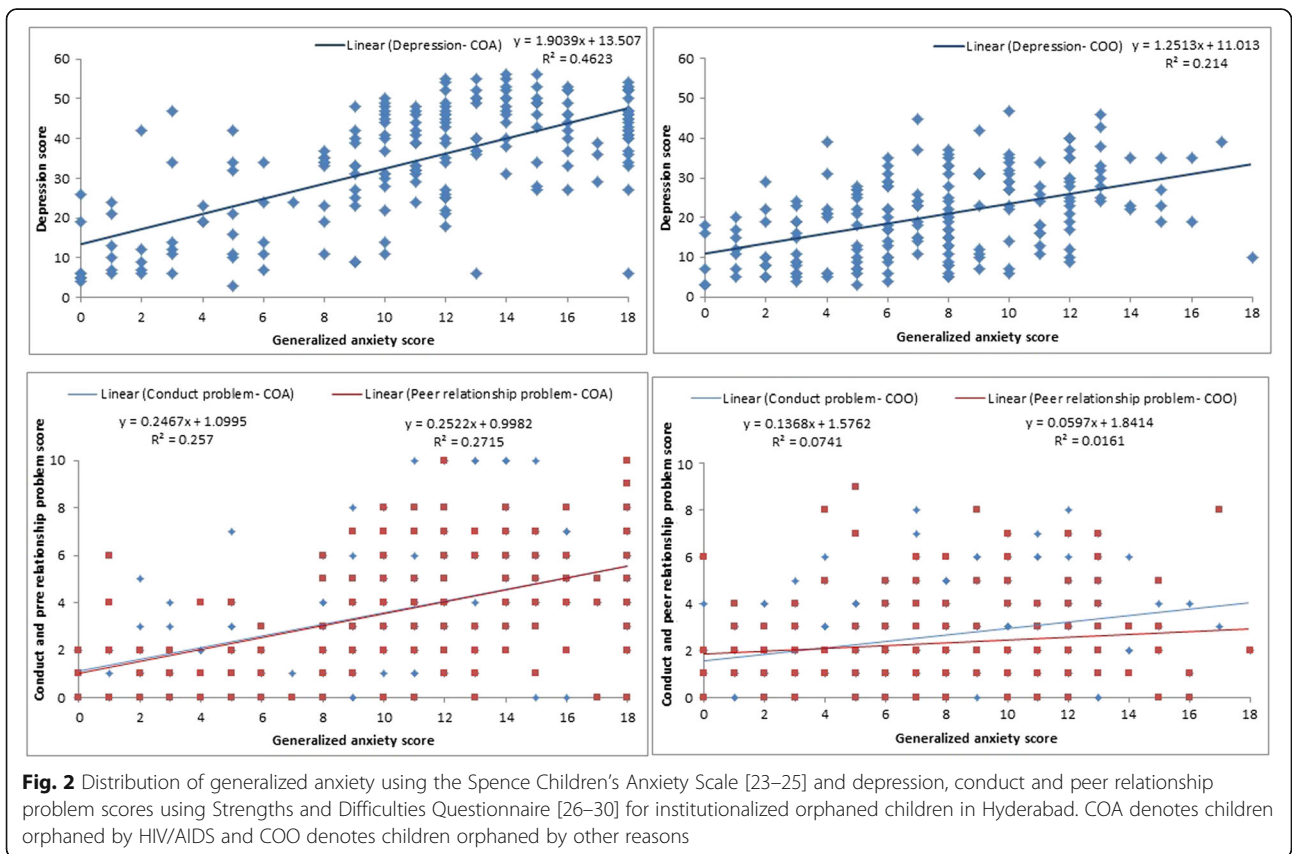 Linear (Depression- COA) y = 1.9039x + 13.507
R² = 0.4623
Depression score
60
50
40
30
20
10
0
0 2 4 6 8 10 12 14 16 18
Generalized anxiety score
Linear (Depression- COO) y = 1.2513x + 11.013
R² = 0.214
Depression score
60
50
40
30
20
10
0
0 2 4 6 8 10 12 14 16 18
Generalized anxiety score
Linear (Conduct problem- COA) Linear (Peer relationship problem- COA)
y = 0.2467x + 1.0995 y = 0.2522x + 0.9982
R² = 0.257 R² = 0.2715
Conduct and prre relationship problem score
10
8
6
4
2
0
0 2 4 6 8 10 12 14 16 18
Generalized anxiety score
Linear (Conduct problem- COO) Linear (Peer relationship problem- COO)
y = 0.1368x + 1.5762 y = 0.0597x + 1.8414
R² = 0.0741 R² = 0.0161
Conduct and peer relationship problem score
10
8
6
4
2
0
0 2 4 6 8 10 12 14 16 18
Generalized anxiety score
Fig. 2 Distribution of generalized anxiety using the Spence Children's Anxiety Scale [23–25] and depression, conduct and peer relationship
problem scores using Strengths and Difficulties Questionnaire [26–30] for institutionalized orphaned children in Hyderabad. COA denotes children
orphaned by HIV/AIDS and COO denotes children orphaned by other reasons